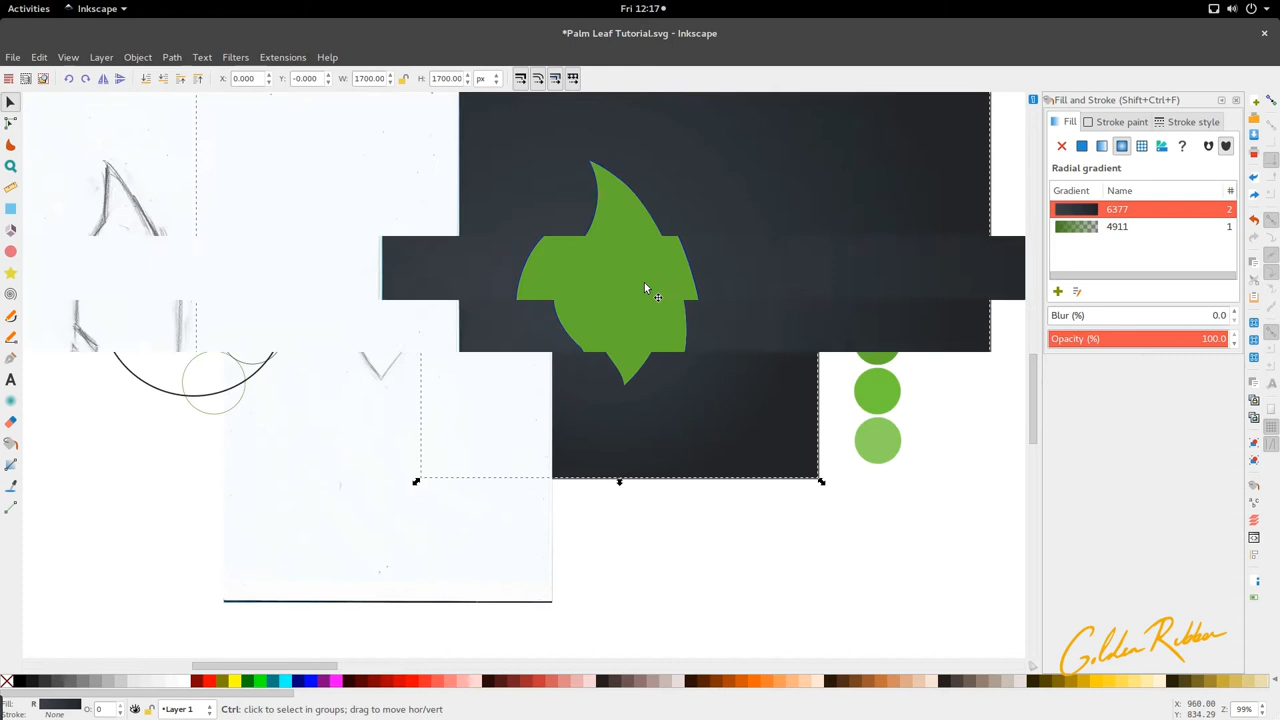 Activities
Inkscape
Fri 12:17
*Palm Leaf Tutorial.svg - Inkscape
File Edit View Layer Object Path Text Filters Extensions Help
X: 0.000 Y: -0.000 W: 1700.00 H: 1700.00 px
Fill and Stroke (Shift+Ctrl+F)
Fill Stroke paint Stroke style
?
Radial gradient
Gradient Name #
6377 2
4911 1
Blur (%) 0.0
Opacity (%) 100.0
Golden Ribbon
Fill: R
Stroke: None
O: 0
Layer 1
Ctrl: click to select in groups; drag to move hor/vert
X: 960.00
Y: 834.29
Z: 99%